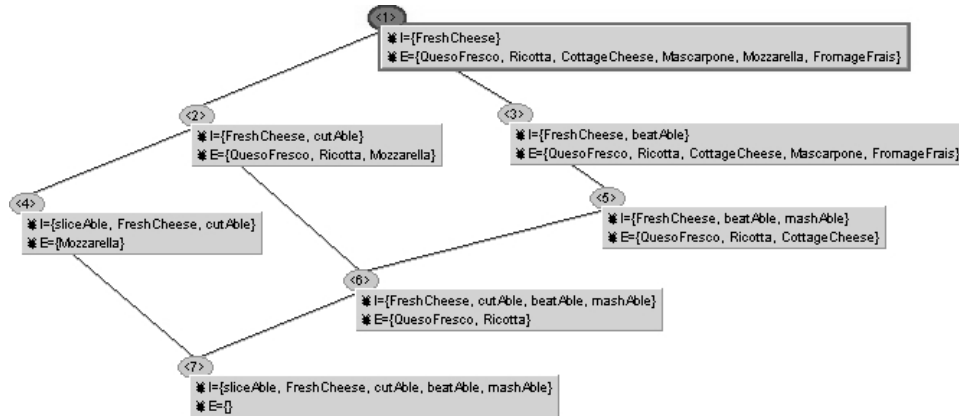 <1>
I={FreshCheese}
E={QuesoFresco, Ricotta, CottageCheese, Mascarpone, Mozzarella, FromageFrais}
<2>
I={FreshCheese, cutAble}
E={QuesoFresco, Ricotta, Mozzarella}
<3>
I={FreshCheese, beatAble}
E={QuesoFresco, Ricotta, CottageCheese, Mascarpone, FromageFrais}
<4>
I={sliceAble, FreshCheese, cutAble}
E={Mozzarella}
<5>
I={FreshCheese, beatAble, mashAble}
E={QuesoFresco, Ricotta, CottageCheese}
<6>
I={FreshCheese, cutAble, beatAble, mashAble}
E={QuesoFresco, Ricotta}
<7>
I={sliceAble, FreshCheese, cutAble, beatAble, mashAble}
E={}